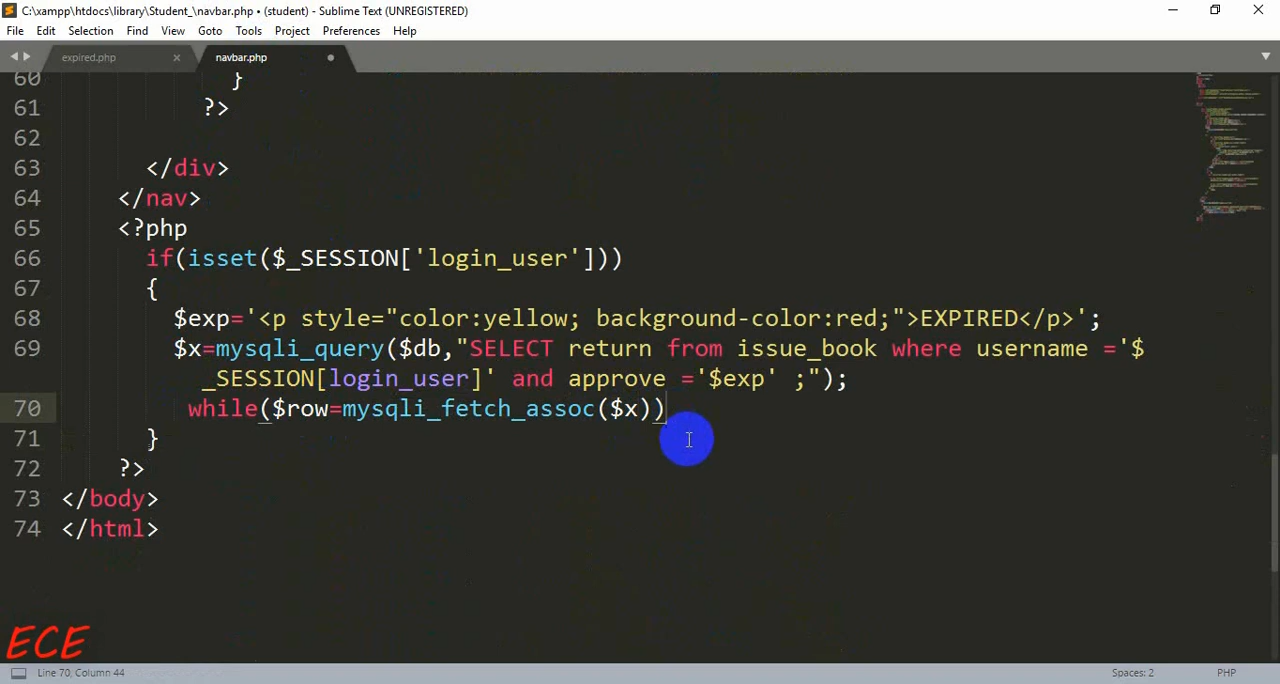 C:\xampp\htdocs\library\Student_\navbar.php • (student) - Sublime Text (UNREGISTERED)
File Edit Selection Find View Goto Tools Project Preferences Help
expired.php navbar.php
60 }
61 ?>
62
63 </div>
64 </nav>
65 <?php
66 if(isset($_SESSION['login_user']))
67 {
68 $exp='<p style="color:yellow; background-color:red;">EXPIRED</p>';
69 $x=mysqli_query($db,"SELECT return from issue_book where username ='$
_SESSION[login_user]' and approve ='$exp' ;");
70 while($row=mysqli_fetch_assoc($x))
71 }
72 ?>
73 </body>
74 </html>
ECE
Line 70, Column 44 Spaces: 2 PHP